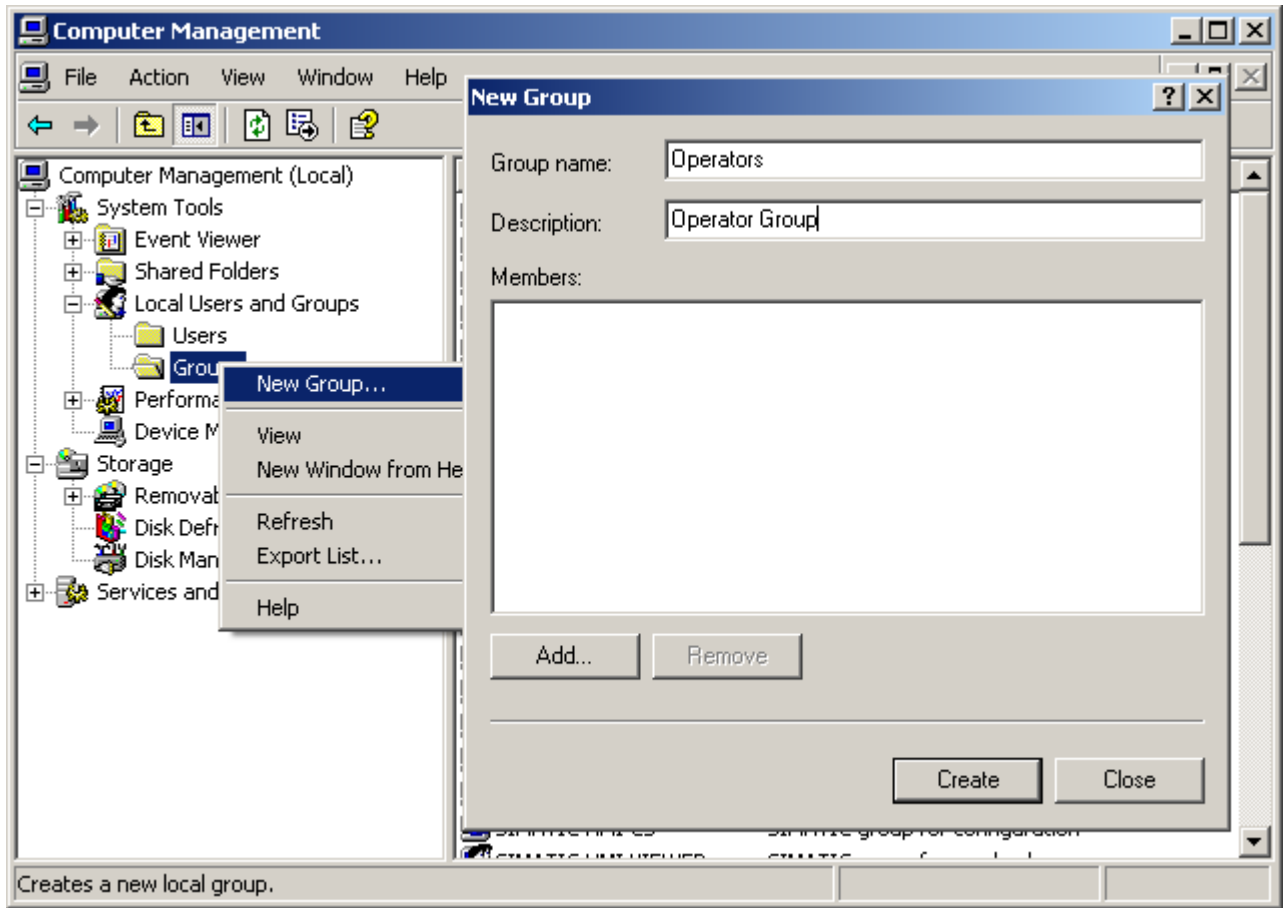 Computer Management
File Action View Window Help
New Group
Group name: Operators
Description: Operator Group
Members:
Add... Remove
Create Close
Computer Management (Local)
System Tools
Event Viewer
Shared Folders
Local Users and Groups
Users
Grou
Performa
Device M
Storage
Removab
Disk Defr
Disk Man
Services and
New Group...
View
New Window from He
Refresh
Export List...
Help
Creates a new local group.